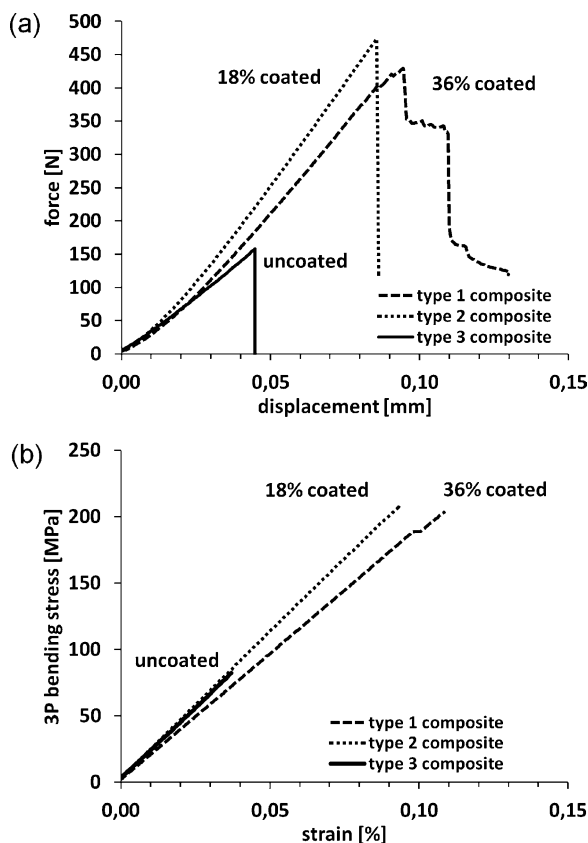 (a)
500
450
400
350
300
250
200
150
100
50
0
force [N]
18% coated
36% coated
uncoated
type 1 composite
type 2 composite
type 3 composite
0,00
0,05
0,10
0,15
displacement [mm]
(b)
250
200
150
100
50
0
3P bending stress [MPa]
18% coated
36% coated
uncoated
type 1 composite
type 2 composite
type 3 composite
0,00
0,05
0,10
0,15
strain [%]